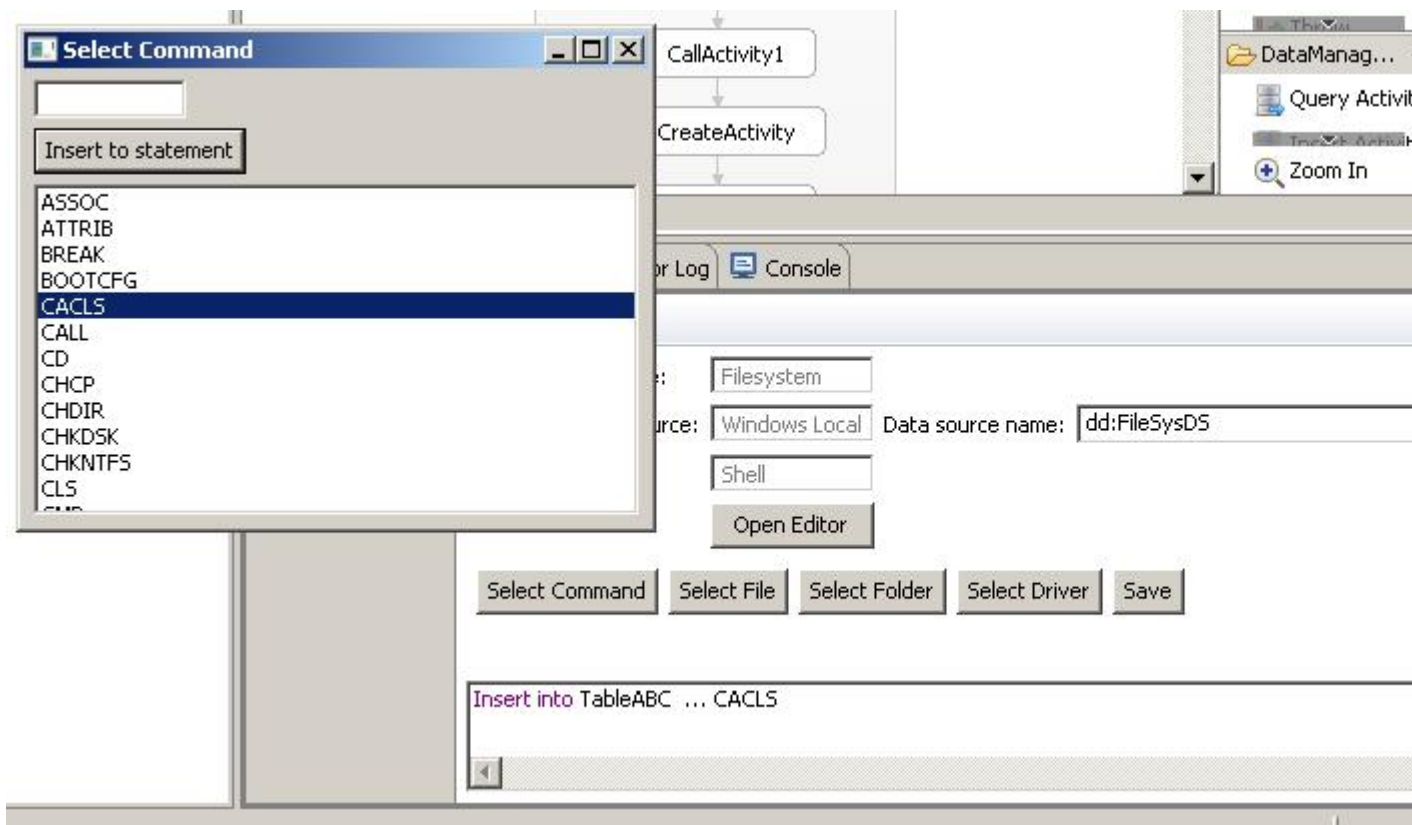 Select Command
Insert to statement
ASSOC
ATTRIB
BREAK
BOOTCFG
CACLS
CALL
CD
CHCP
CHDIR
CHKDSK
CHKNTFS
CLS
CallActivity1
CreateActivity
DataManag...
Query Activit
Zoom In
or Log
Console
e:
Filesystem
urce:
Windows Local
Data source name:
dd:FileSysDS
Shell
Open Editor
Select Command
Select File
Select Folder
Select Driver
Save
Insert into TableABC ... CACLS